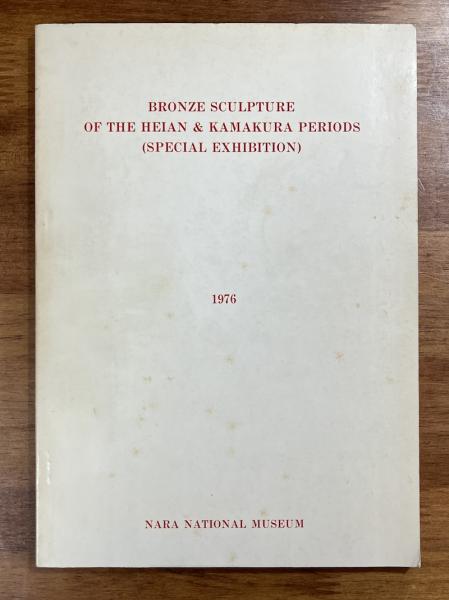 BRONZE SCULPTURE
OF THE HEIAN & KAMAKURA PERIODS
(SPECIAL EXHIBITION)
1976
NARA NATIONAL MUSEUM